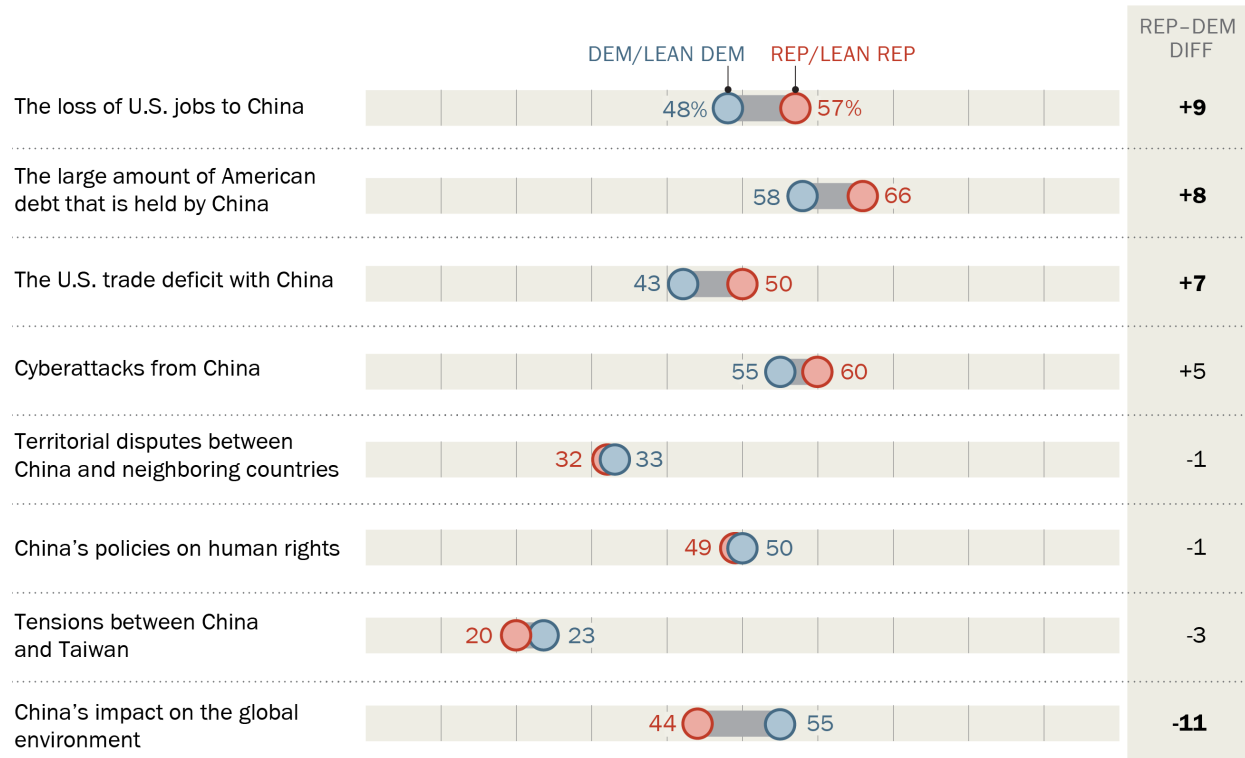 REP–DEM
DIFF
DEM/LEAN DEM REP/LEAN REP
The loss of U.S. jobs to China 48% 57% +9
The large amount of American
debt that is held by China 58 66 +8
The U.S. trade deficit with China 43 50 +7
Cyberattacks from China 55 60 +5
Territorial disputes between
China and neighboring countries 32 33 -1
China’s policies on human rights 49 50 -1
Tensions between China
and Taiwan 20 23 -3
China’s impact on the global
environment 44 55 -11